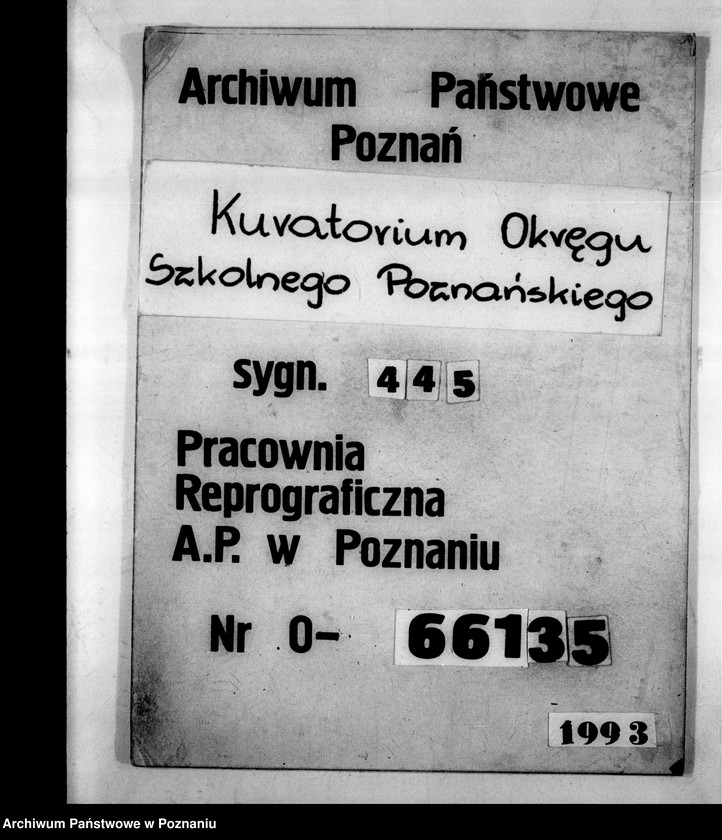 Archiwum Państwowe
Poznań
Kuratorium Okręgu
Szkolnego Poznańskiego
sygn. 445
Pracownia
Reprograficzna
A.P. w Poznaniu
Nr 0- 66135
1993
Archiwum Państwowe w Poznaniu